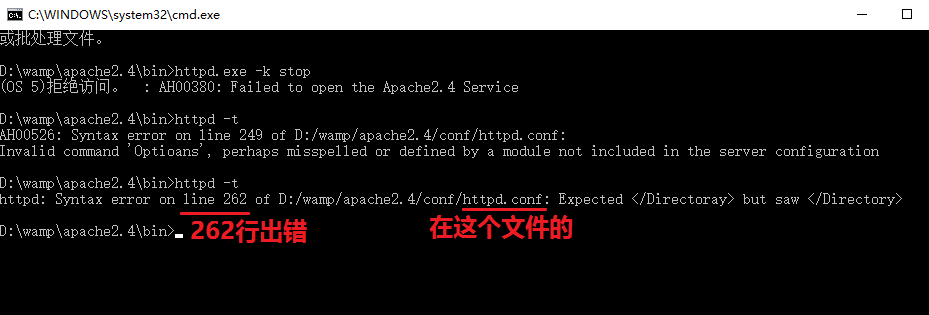 C:\WINDOWS\system32\cmd.exe
或批处理文件。
D:\wamp\apache2.4\bin>httpd.exe -k stop
(OS 5)拒绝访问。 : AH00380: Failed to open the Apache2.4 Service
D:\wamp\apache2.4\bin>httpd -t
AH00526: Syntax error on line 249 of D:/wamp/apache2.4/conf/httpd.conf:
Invalid command 'Optioans', perhaps misspelled or defined by a module not included in the server configuration
D:\wamp\apache2.4\bin>httpd -t
httpd: Syntax error on line 262 of D:/wamp/apache2.4/conf/httpd.conf: Expected </Directoray> but saw </Directory>
D:\wamp\apache2.4\bin>
262行出错
在这个文件的